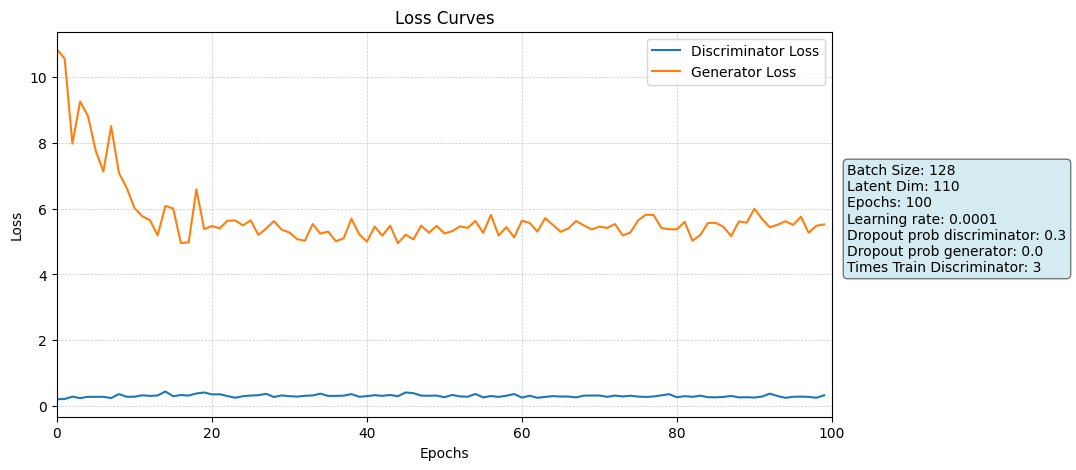 Loss Curves
Discriminator Loss
Generator Loss
Loss
10
8
6
4
2
0
0 20 40 60 80 100
Epochs
Batch Size: 128
Latent Dim: 110
Epochs: 100
Learning rate: 0.0001
Dropout prob discriminator: 0.3
Dropout prob generator: 0.0
Times Train Discriminator: 3